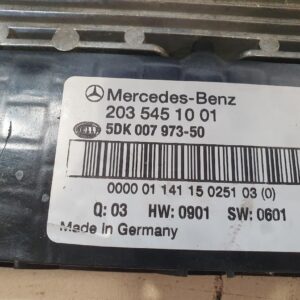 Mercedes-Benz
203 545 10 01
HELLA 5DK 007 973-50
0000 01 141 15 0251 03 (0)
Q: 03 HW: 0901 SW: 0601
Made in Germany